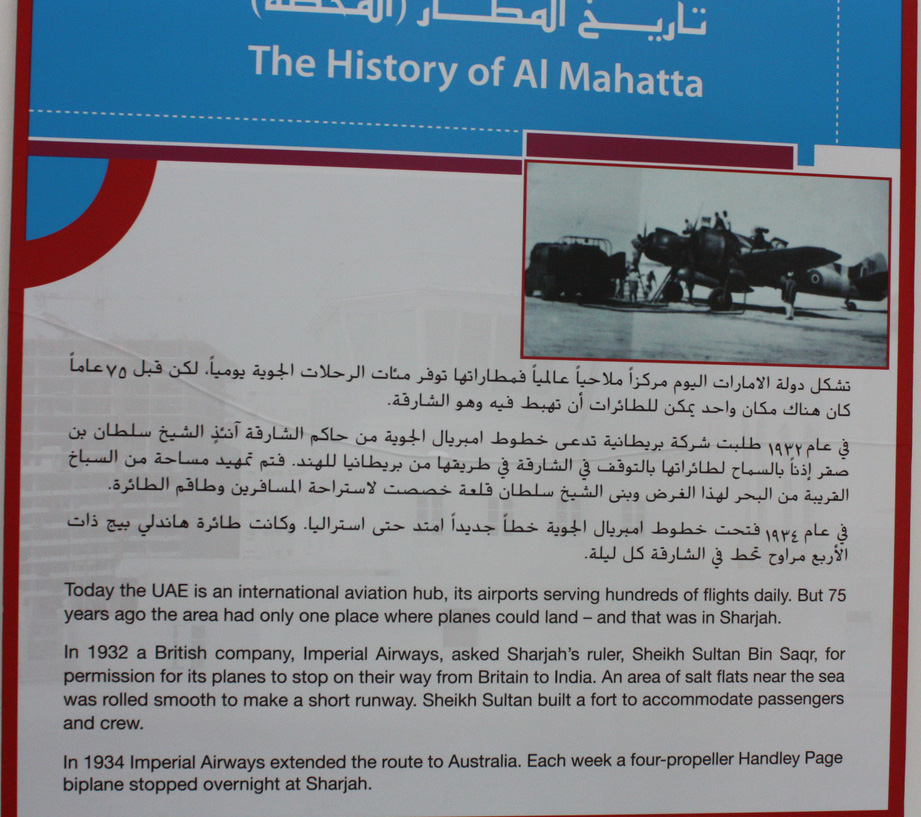 تاريخ المطار (المحطة)
The History of Al Mahatta
تشكل دولة الامارات اليوم مركزاً ملاحياً عالمياً فمطاراتها توفر مئات الرحلات الجوية يومياً، لكن قبل ٧٥ عاماً
كان هناك مكان واحد يمكن للطائرات أن تهبط فيه وهو الشارقة.
في عام ١٩٣٢ طلبت شركة بريطانية تدعى خطوط امبريال الجوية من حاكم الشارقة آنئذٍ الشيخ سلطان بن
صقر إذناً بالسماح لطائراتها بالتوقف في الشارقة في طريقها من بريطانيا للهند. فتم تمهيد مساحة من السباخ
القريبة من البحر لهذا الغرض وبنى الشيخ سلطان قلعة خصصت لاستراحة المسافرين وطاقم الطائرة.
في عام ١٩٣٤ فتحت خطوط امبريال الجوية خطاً جديداً امتد حتى استراليا. وكانت طائرة هاندلي بيج ذات
الأربع مراوح تحط في الشارقة كل ليلة.
Today the UAE is an international aviation hub, its airports serving hundreds of flights daily. But 75
years ago the area had only one place where planes could land – and that was in Sharjah.
In 1932 a British company, Imperial Airways, asked Sharjah's ruler, Sheikh Sultan Bin Saqr, for
permission for its planes to stop on their way from Britain to India. An area of salt flats near the sea
was rolled smooth to make a short runway. Sheikh Sultan built a fort to accommodate passengers
and crew.
In 1934 Imperial Airways extended the route to Australia. Each week a four-propeller Handley Page
biplane stopped overnight at Sharjah.